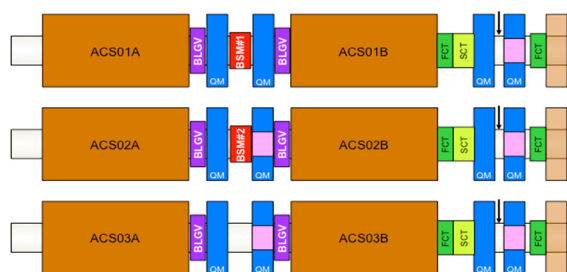 ACS01A BLGV QM BSM#1 QM BLGV ACS01B FCT SCT QM QM FCT
ACS02A BLGV QM BSM#2 QM BLGV ACS02B FCT SCT QM QM FCT
ACS03A BLGV QM QM BLGV ACS03B FCT SCT QM QM FCT